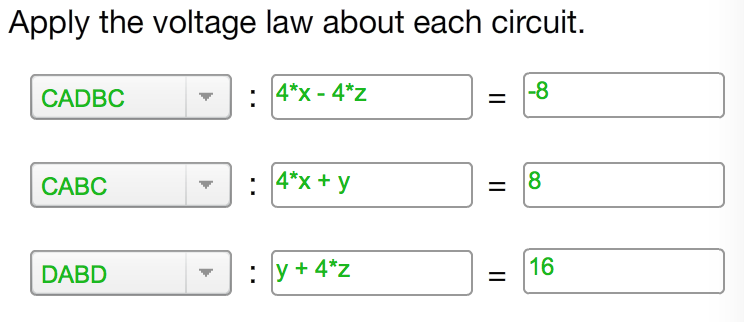 Apply the voltage law about each circuit.
CADBC : 4*x - 4*z = -8
CABC : 4*x + y = 8
DABD : y + 4*z = 16